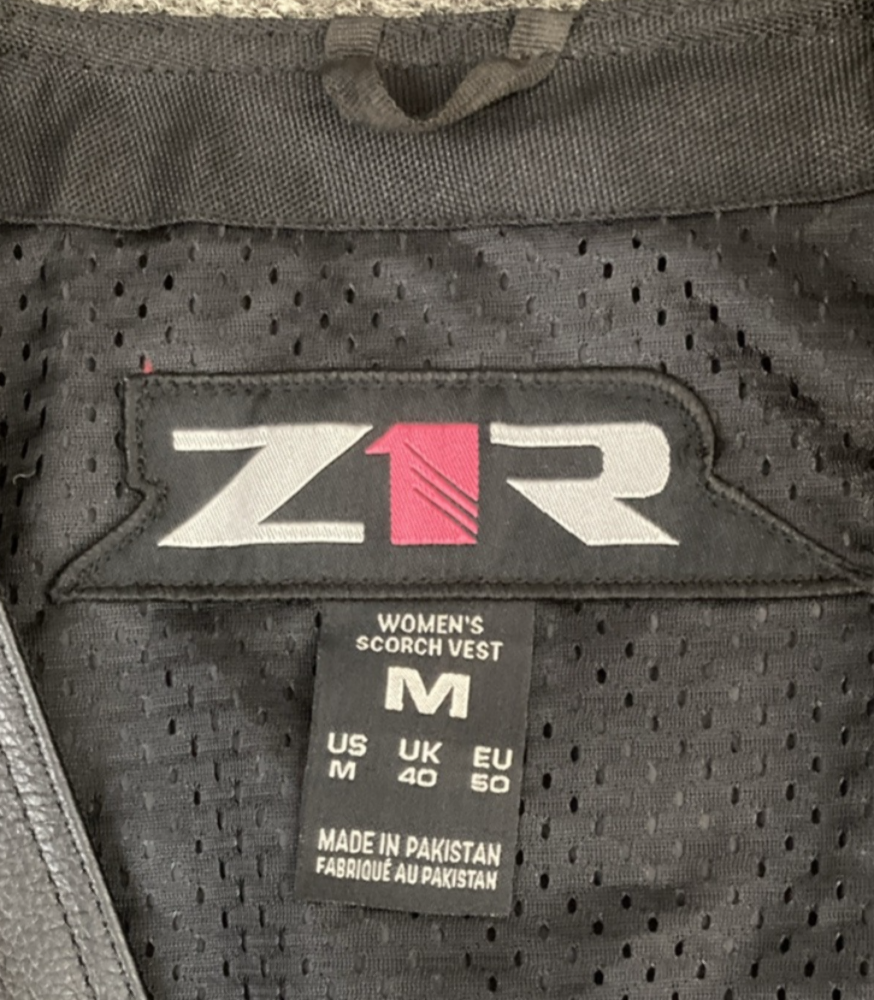 Z1R
WOMEN'S
SCORCH VEST
M
US UK EU
M 40 50
MADE IN PAKISTAN
FABRIQUÉ AU PAKISTAN